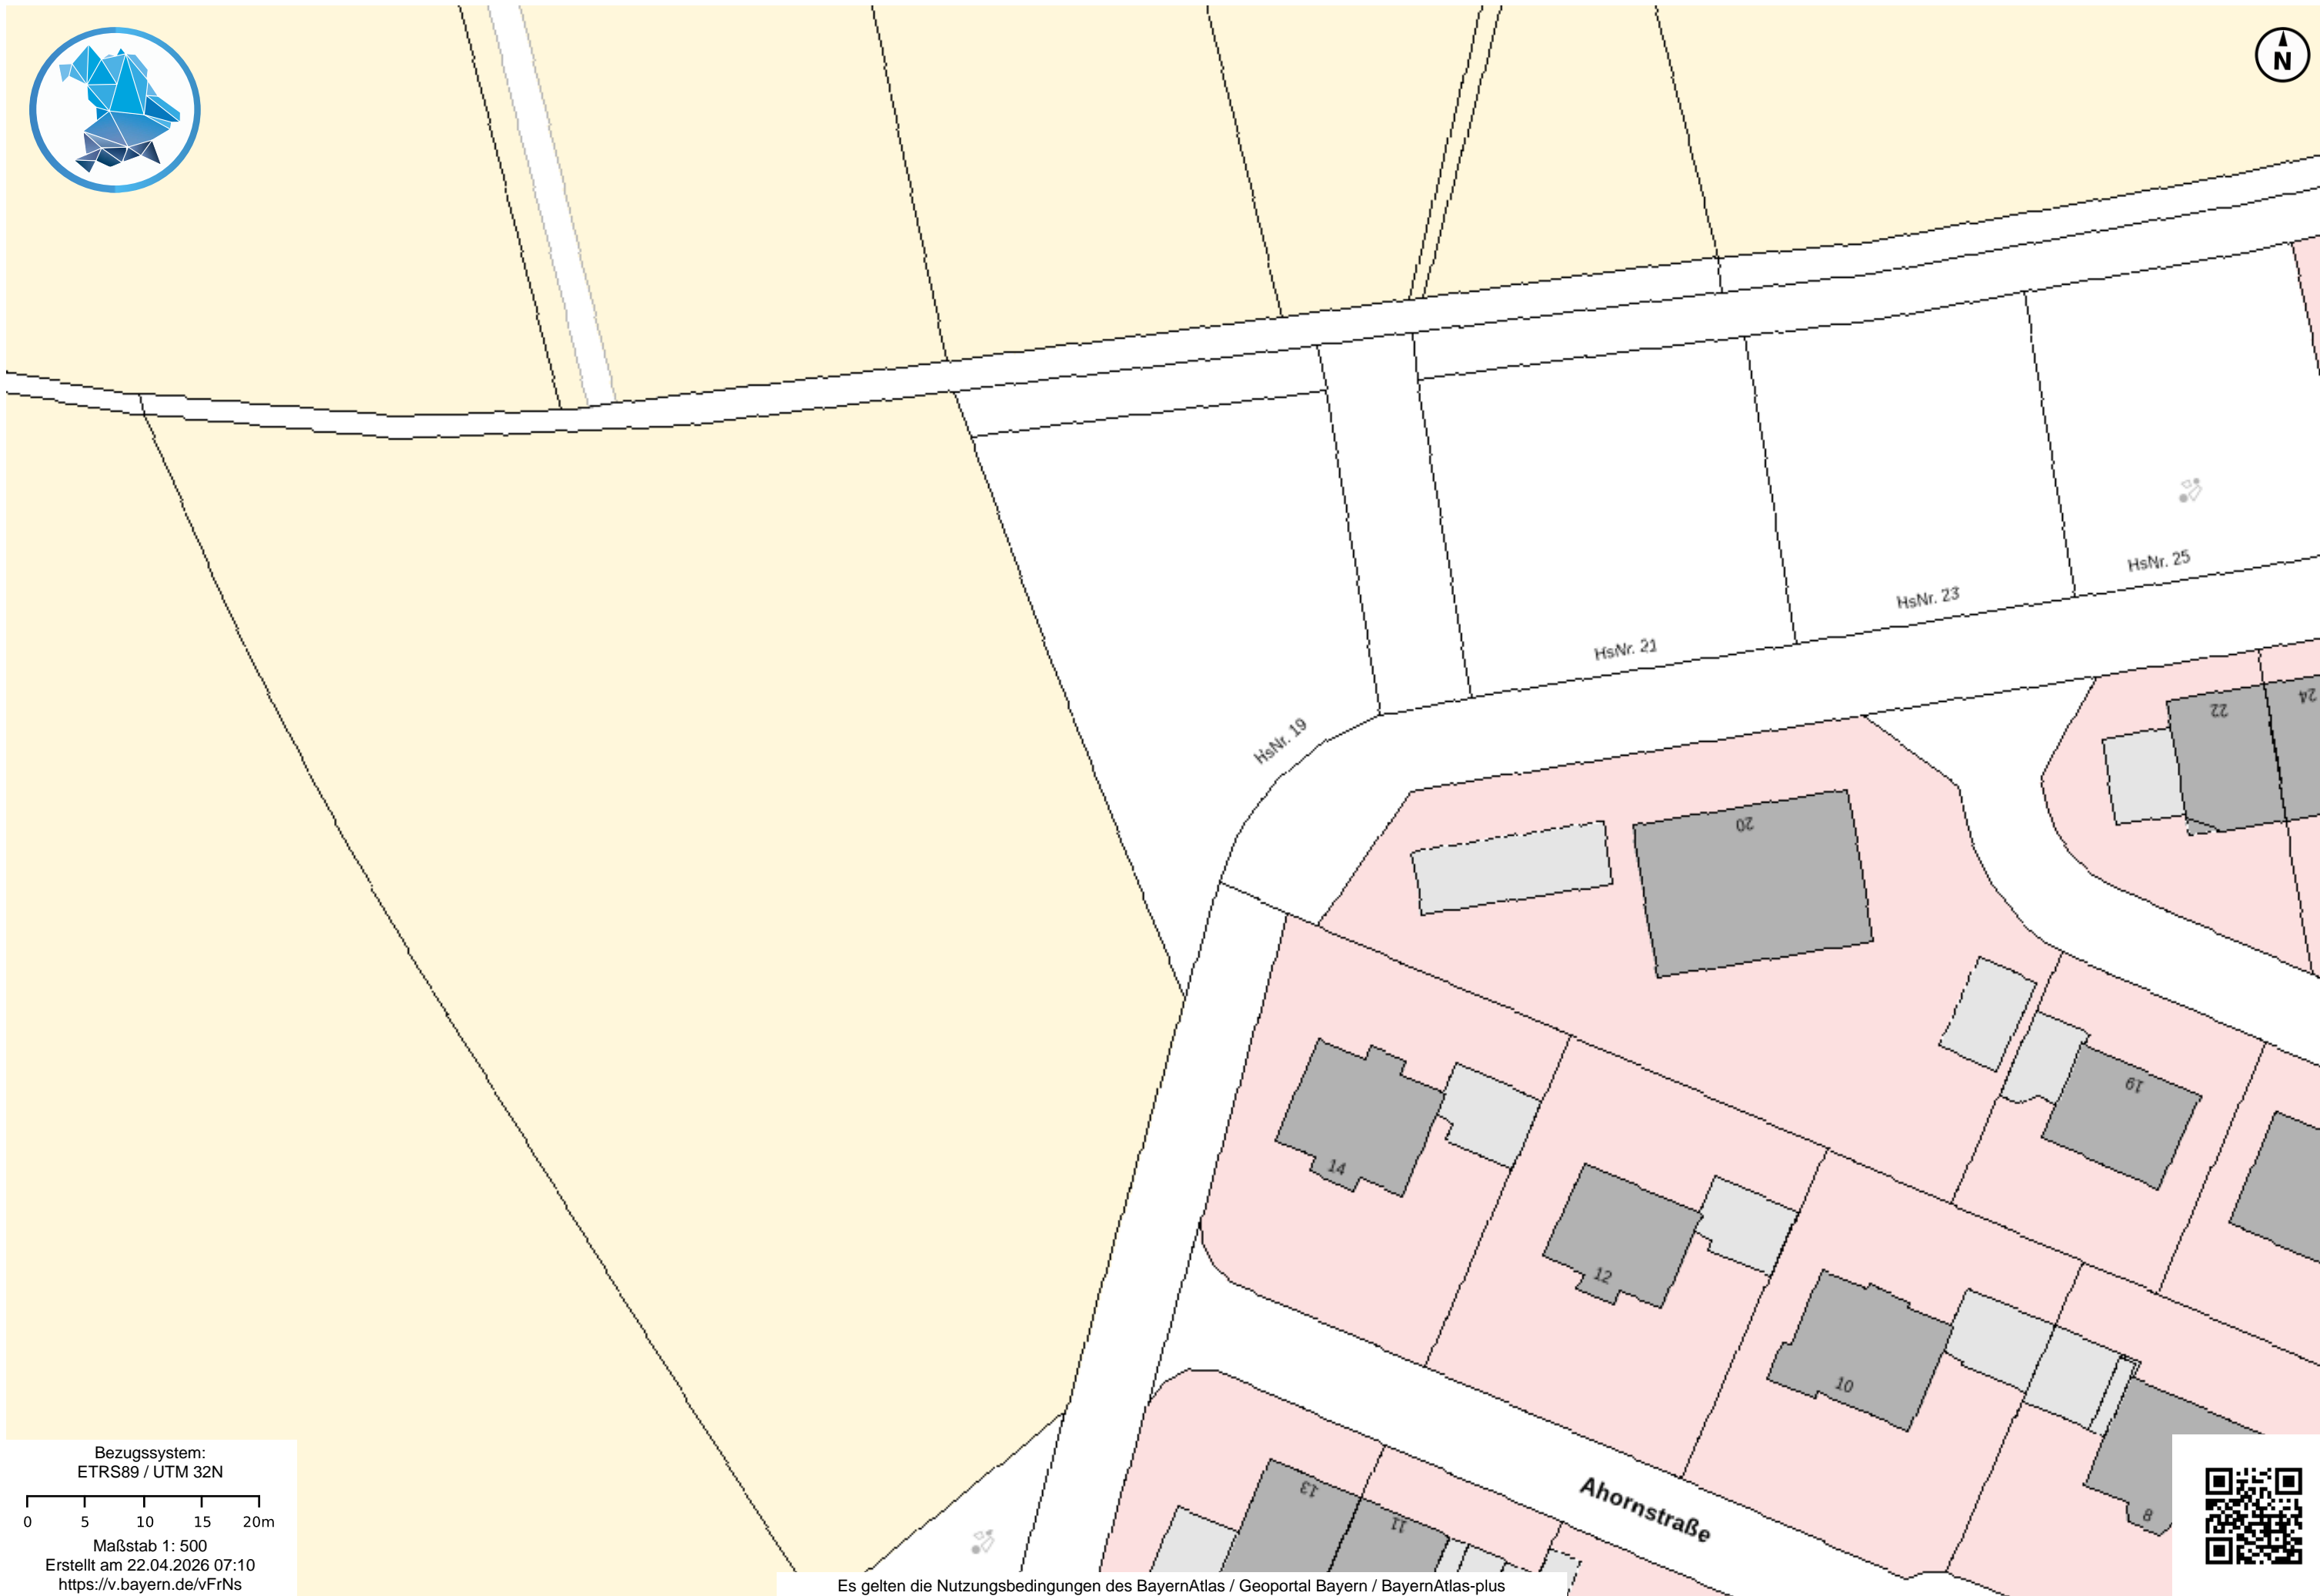 N
HsNr. 25
HsNr. 23
HsNr. 21
HsNr. 19
22
24
20
19
14
12
10
8
13
11
Ahornstraße
Bezugssystem:
ETRS89 / UTM 32N
0 5 10 15 20m
Maßstab 1: 500
Erstellt am 22.04.2026 07:10
https://v.bayern.de/vFrNs
Es gelten die Nutzungsbedingungen des BayernAtlas / Geoportal Bayern / BayernAtlas-plus